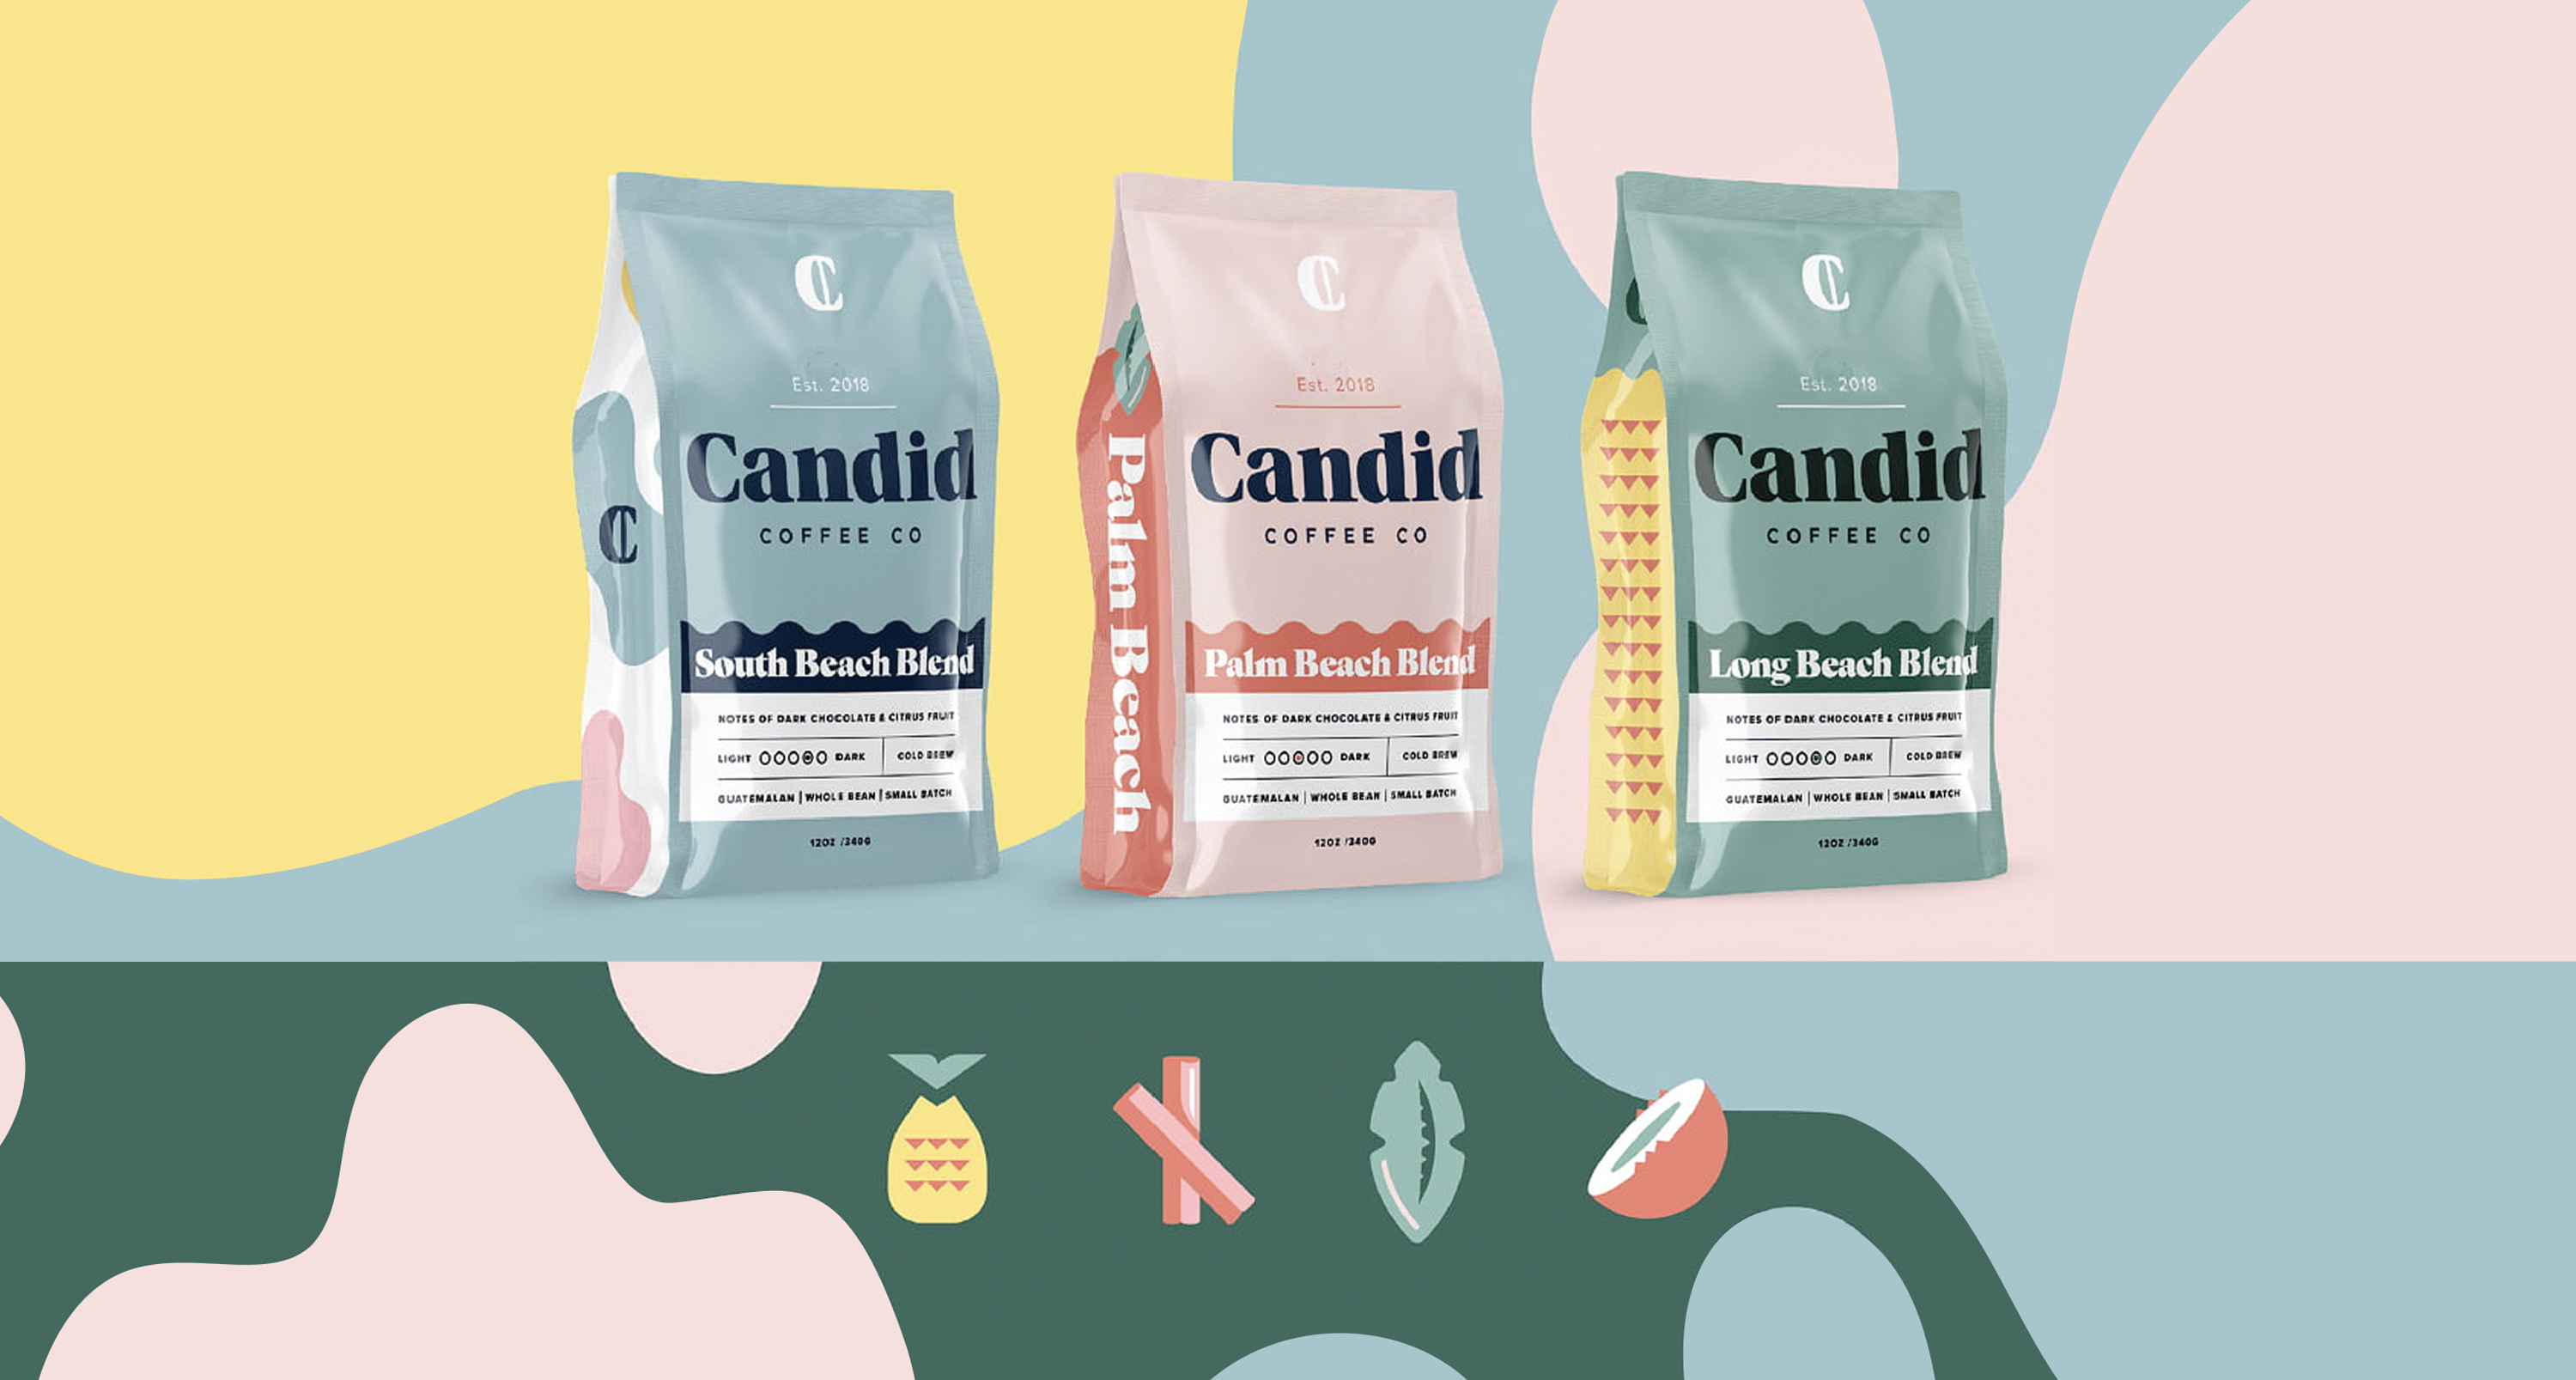 C
Est. 2018
Candid
COFFEE CO
South Beach Blend
NOTES OF DARK CHOCOLATE & CITRUS FRUIT
LIGHT DARK COLD BREW
GUATEMALAN | WHOLE BEAN | SMALL BATCH
12OZ /340G
C
Palm Beach
C
Est. 2018
Candid
COFFEE CO
Palm Beach Blend
NOTES OF DARK CHOCOLATE & CITRUS FRUIT
LIGHT DARK COLD BREW
GUATEMALAN | WHOLE BEAN | SMALL BATCH
12OZ /340G
C
Est. 2018
Candid
COFFEE CO
Long Beach Blend
NOTES OF DARK CHOCOLATE & CITRUS FRUIT
LIGHT DARK COLD BREW
GUATEMALAN | WHOLE BEAN | SMALL BATCH
12OZ /340G